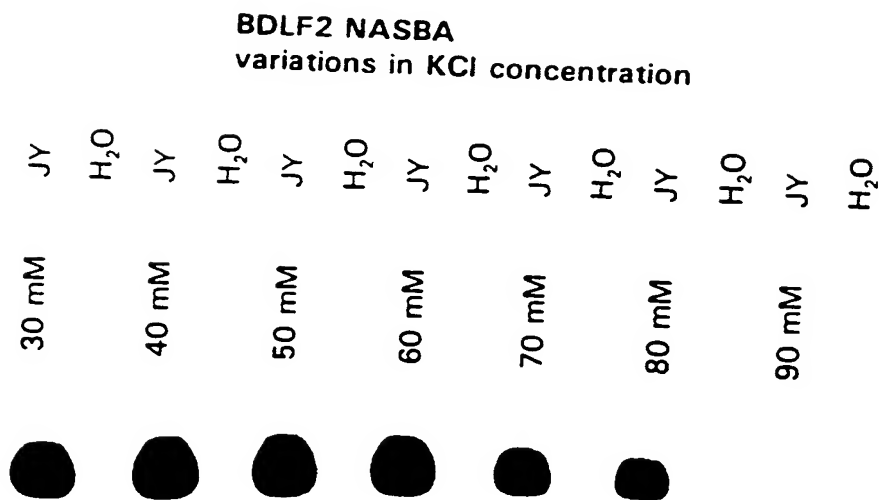 BDLF2 NASBA
variations in KCl concentration
JY H₂O JY H₂O JY H₂O JY H₂O JY H₂O JY H₂O JY H₂O
30 mM 40 mM 50 mM 60 mM 70 mM 80 mM 90 mM